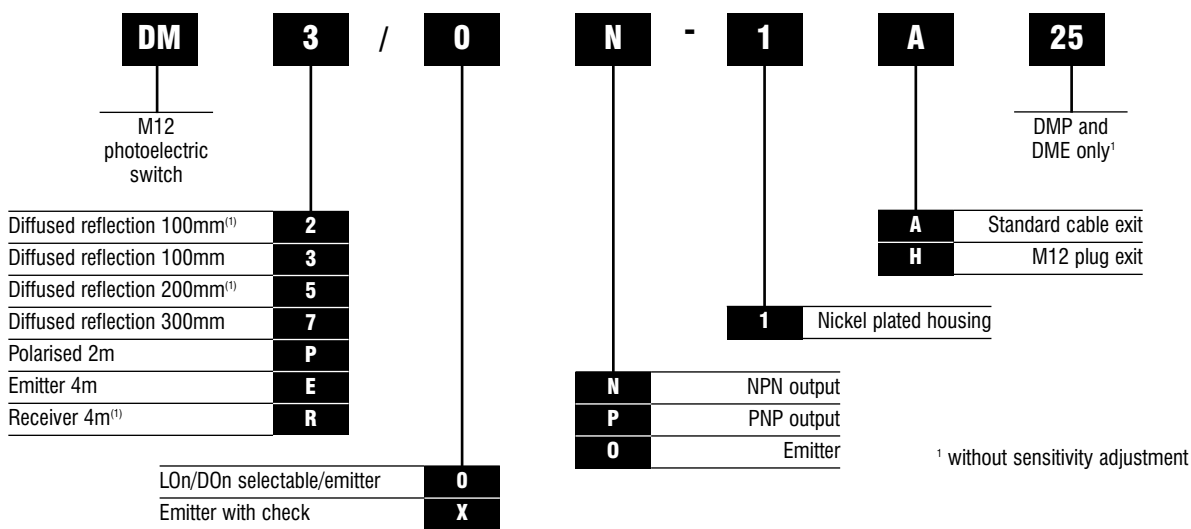 DM 3 / 0 N - 1 A 25
M12
photoelectric
switch
DMP and
DME only¹
Diffused reflection 100mm⁽¹⁾ 2
Diffused reflection 100mm 3
Diffused reflection 200mm⁽¹⁾ 5
Diffused reflection 300mm 7
Polarised 2m P
Emitter 4m E
Receiver 4m⁽¹⁾ R
A Standard cable exit
H M12 plug exit
1 Nickel plated housing
N NPN output
P PNP output
0 Emitter
¹ without sensitivity adjustment
LOn/DOn selectable/emitter 0
Emitter with check X